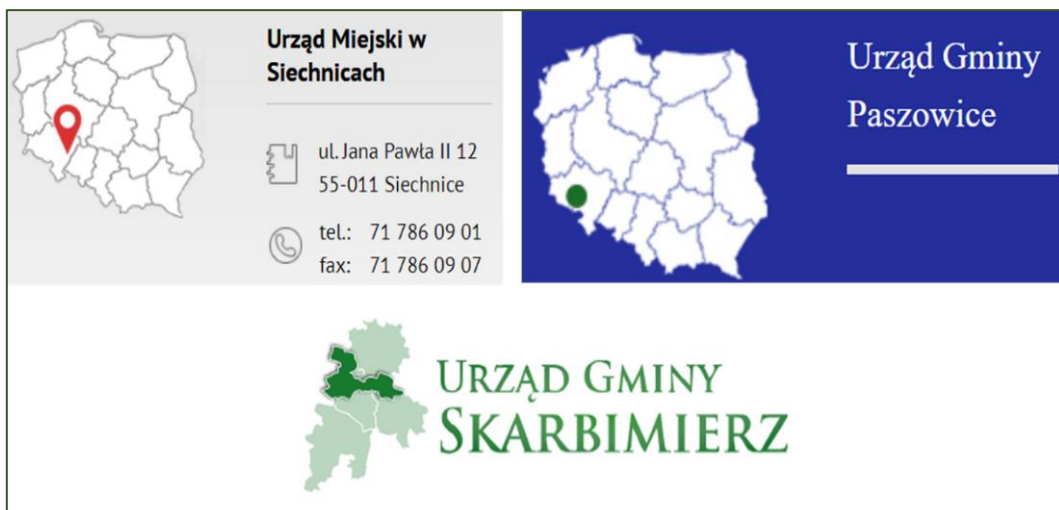 Urząd Miejski w
Siechnicach
ul. Jana Pawła II 12
55-011 Siechnice
tel.: 71 786 09 01
fax: 71 786 09 07
Urząd Gminy
Paszowice
URZĄD GMINY
SKARBIMIERZ